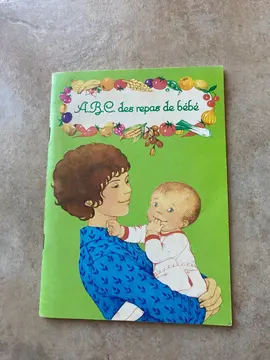 A.B.C. des repas de bébé